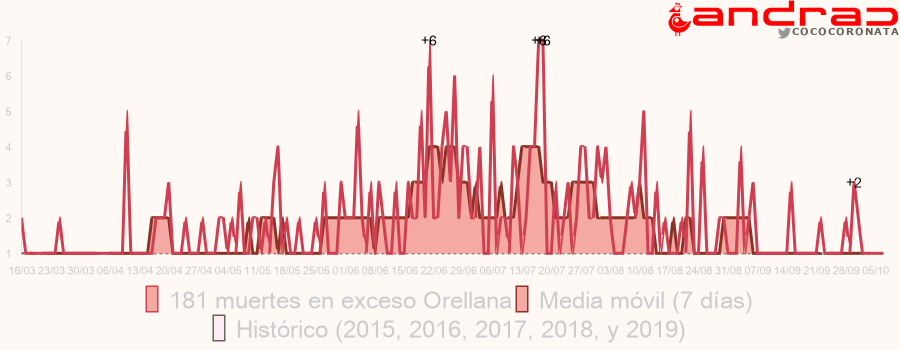 andrac
COCOCORONATA
7
+6
+6
6
5
4
3
+2
2
1
16/03 23/03 30/03 06/04 13/04 20/04 27/04 04/05 11/05 18/05 25/05 01/06 08/06 15/06 22/06 29/06 06/07 13/07 20/07 27/07 03/08 10/08 17/08 24/08 31/08 07/09 14/09 21/09 28/09 05/10
181 muertes en exceso Orellana Media móvil (7 días)
Histórico (2015, 2016, 2017, 2018, y 2019)